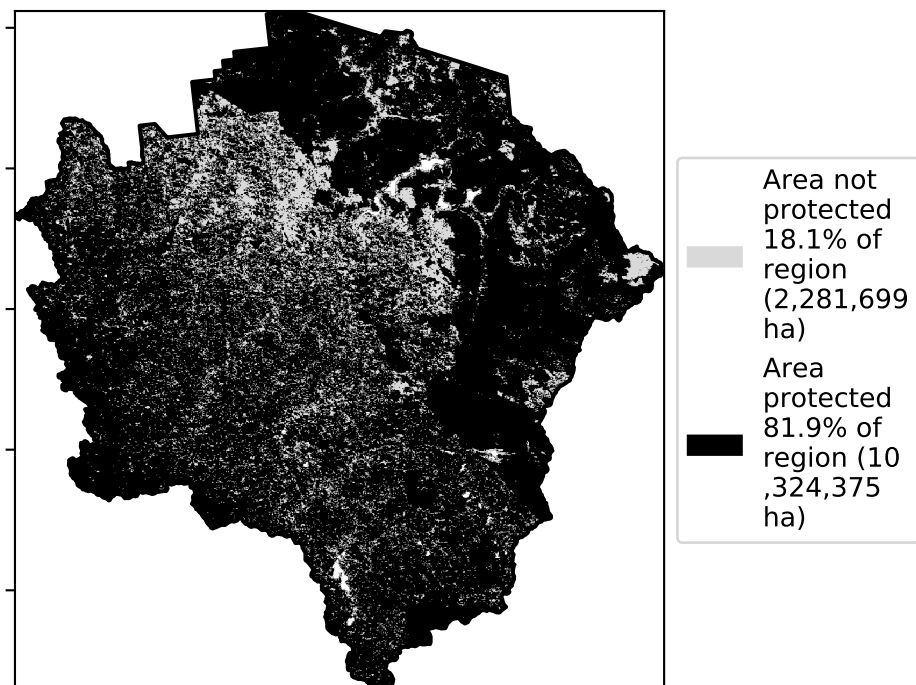 Area not
protected
18.1% of
region
(2,281,699
ha)
Area
protected
81.9% of
region (10
,324,375
ha)